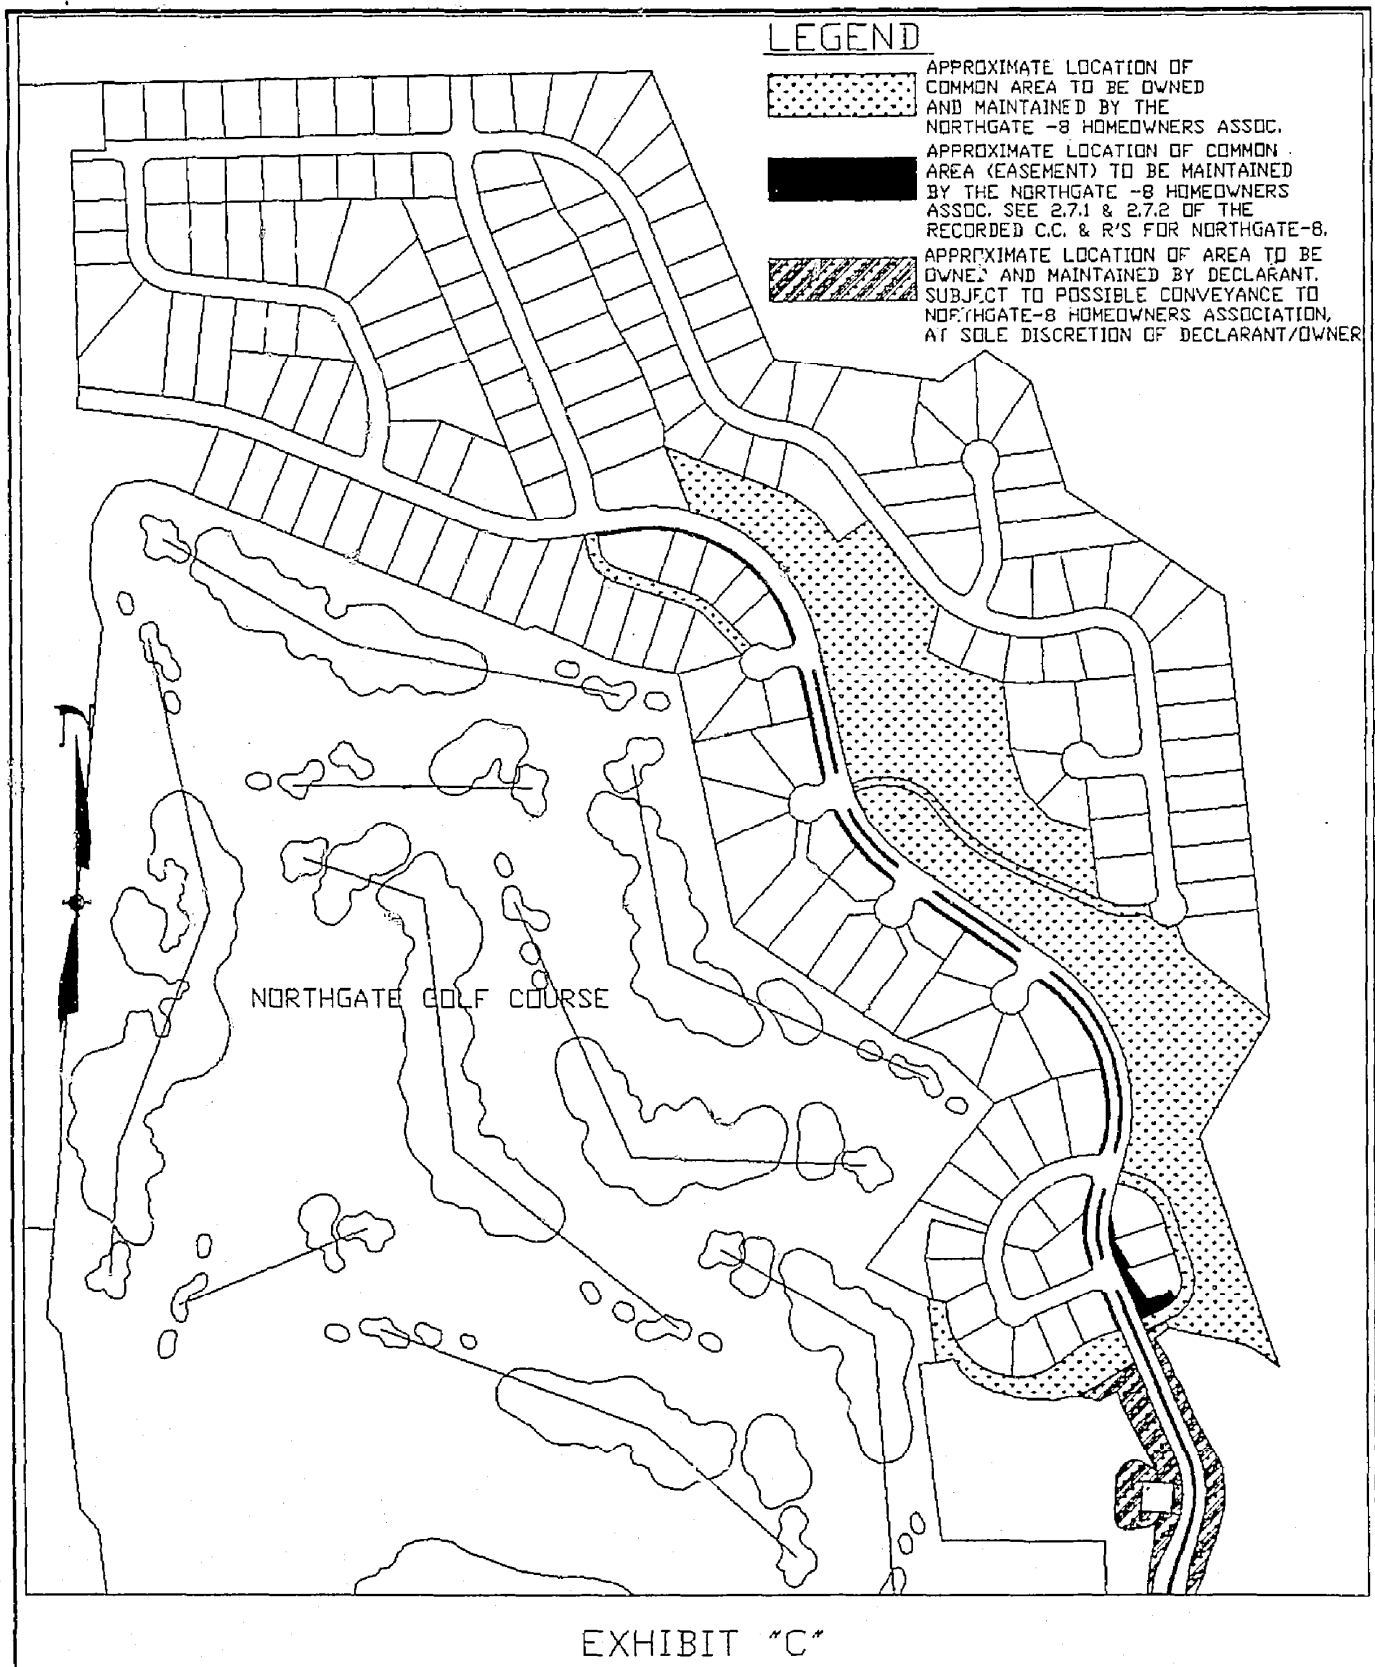 LEGEND
APPROXIMATE LOCATION OF
COMMON AREA TO BE OWNED
AND MAINTAINED BY THE
NORTHGATE -8 HOMEOWNERS ASSOC.
APPROXIMATE LOCATION OF COMMON
AREA (EASEMENT) TO BE MAINTAINED
BY THE NORTHGATE -8 HOMEOWNERS
ASSOC. SEE 2.7.1 & 2.7.2 OF THE
RECORDED C.C. & R'S FOR NORTHGATE-8.
APPROXIMATE LOCATION OF AREA TO BE
OWNED AND MAINTAINED BY DECLARANT.
SUBJECT TO POSSIBLE CONVEYANCE TO
NORTHGATE-8 HOMEOWNERS ASSOCIATION,
AT SOLE DISCRETION OF DECLARANT/OWNER
NORTHGATE GOLF COURSE
EXHIBIT "C"